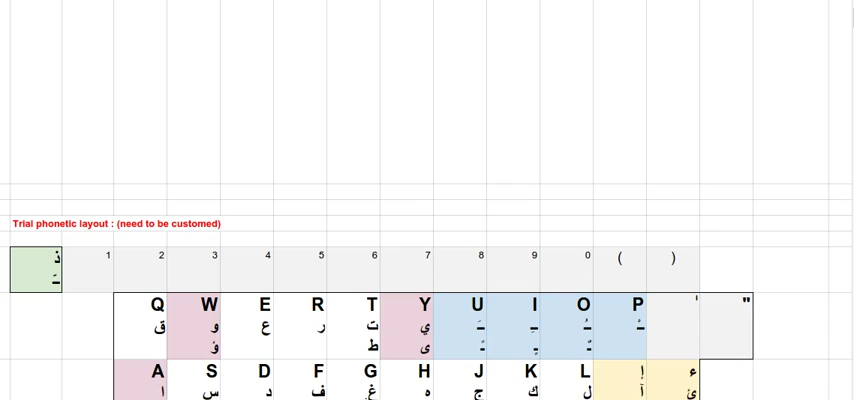 Trial phonetic layout : (need to be customed)
ذ 1 2 3 4 5 6 7 8 9 0 ( )
Q W E R T Y U I O P ' "
ق و ع ر ت ي ـَ ـِ ـُ ـْ
ؤ ط ى ـً ـٍ ـٌ
A S D F G H J K L إ ء
ا س د ف غ ه ج ك ل آ ئ